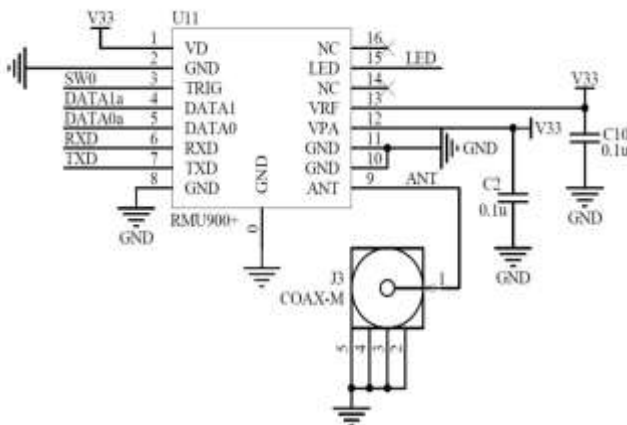 U11
V33
1 VD NC 16
2 GND LED 15 LED
SW0 3 TRIG NC 14
V33
DATA1a 4 DATA1 VRF 13
DATA0a 5 DATA0 VPA 12 V33
RXD 6 RXD GND 11 GND
TXD 7 TXD GND 10
8 GND ANT 9 ANT
GND
GND
RMU900+
0
C10
0.1u
GND
C2
0.1u
GND
J3
COAX-M
1
5 4 3 2